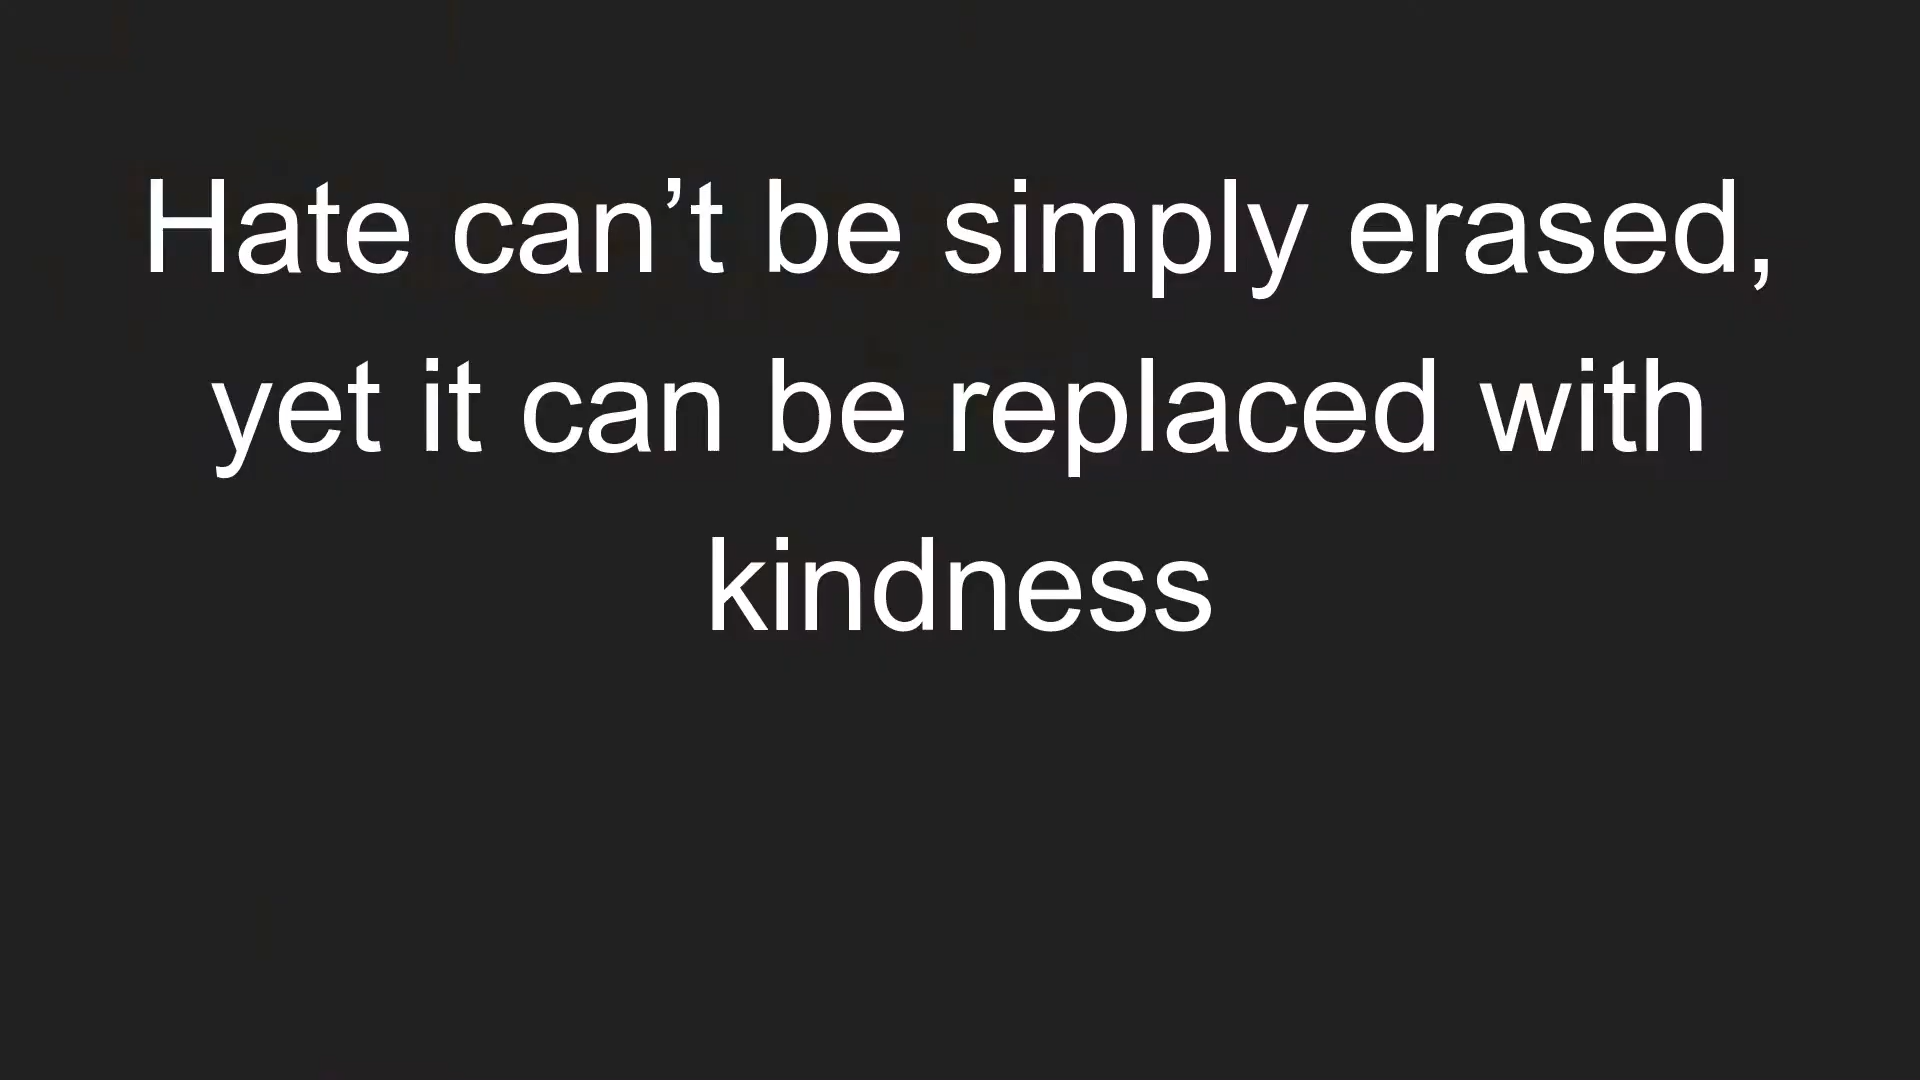 Hate can’t be simply erased,
yet it can be replaced with
kindness